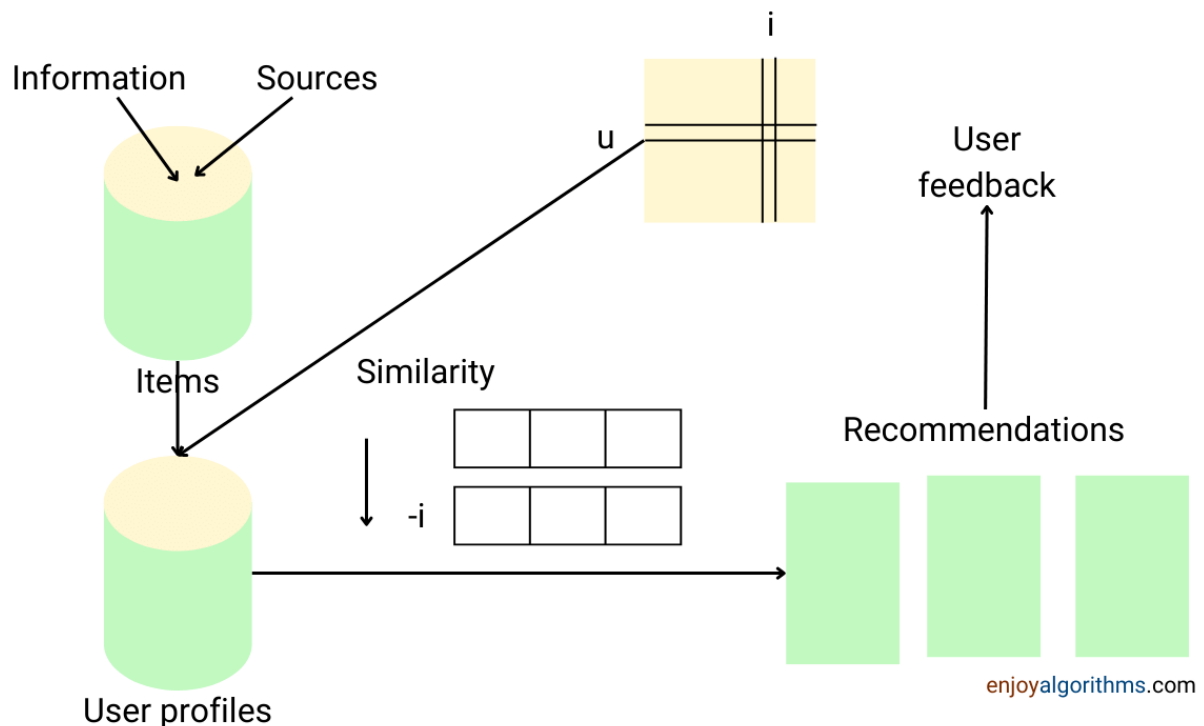 i
Information
Sources
u
User
feedback
Items
Similarity
Recommendations
-i
enjoyalgorithms.com
User profiles